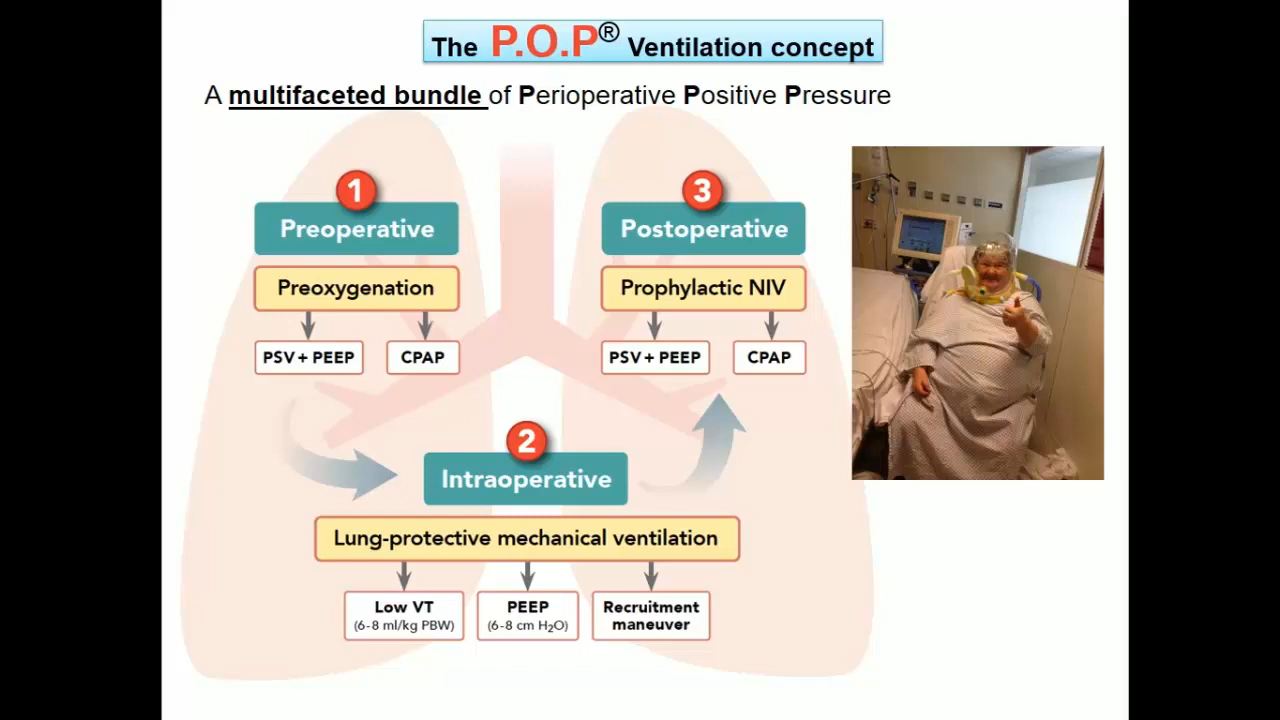 The P.O.P® Ventilation concept
A multifaceted bundle of Perioperative Positive Pressure
1
Preoperative
Preoxygenation
PSV + PEEP
CPAP
3
Postoperative
Prophylactic NIV
PSV + PEEP
CPAP
2
Intraoperative
Lung-protective mechanical ventilation
Low VT
(6-8 ml/kg PBW)
PEEP
(6-8 cm H₂O)
Recruitment
maneuver